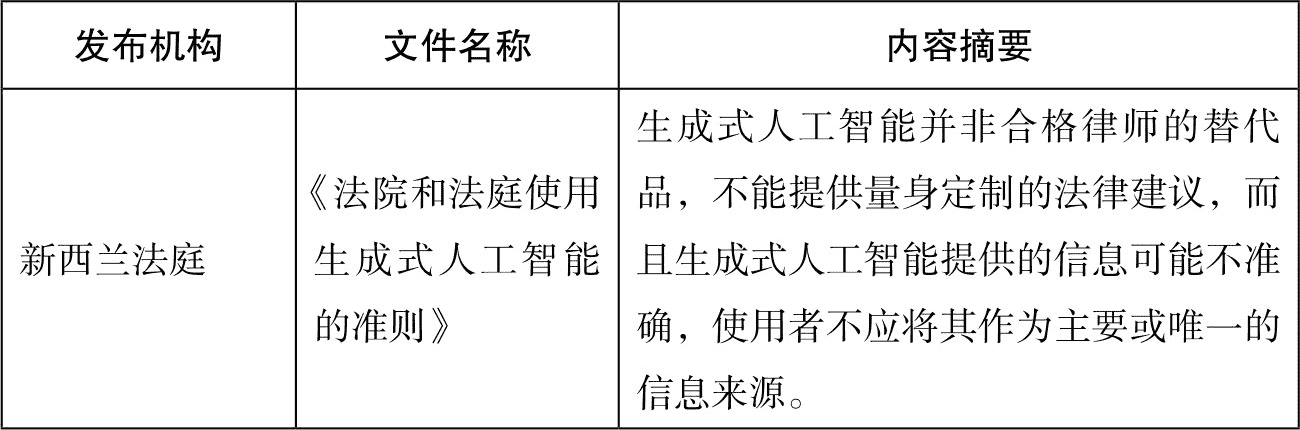 发布机构
文件名称
内容摘要
新西兰法庭
《法院和法庭使用
生成式人工智能
的准则》
生成式人工智能并非合格律师的替代
品，不能提供量身定制的法律建议，而
且生成式人工智能提供的信息可能不准
确，使用者不应将其作为主要或唯一的
信息来源。